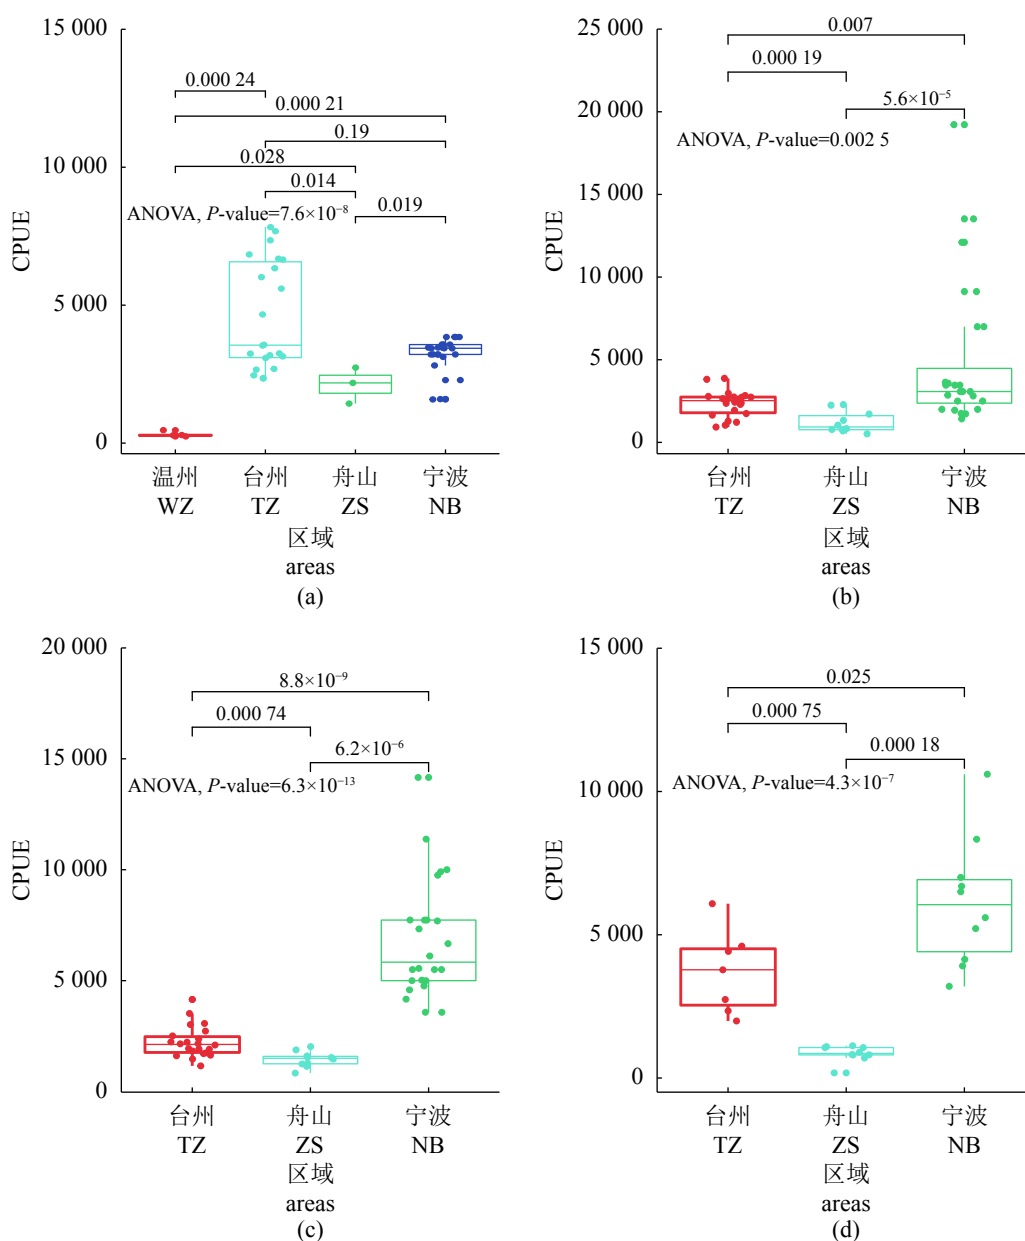 15 000
10 000
5 000
0
CPUE
0.000 24
0.000 21
0.19
0.028
0.014
0.019
ANOVA, P-value=7.6×10⁻⁸
温州 台州 舟山 宁波
WZ TZ ZS NB
区域
areas
(a)
25 000
20 000
15 000
10 000
5 000
0
CPUE
0.007
0.000 19
5.6×10⁻⁵
ANOVA, P-value=0.002 5
台州 舟山 宁波
TZ ZS NB
区域
areas
(b)
20 000
15 000
10 000
5 000
0
CPUE
8.8×10⁻⁹
0.000 74
6.2×10⁻⁶
ANOVA, P-value=6.3×10⁻¹³
台州 舟山 宁波
TZ ZS NB
区域
areas
(c)
15 000
10 000
5 000
0
CPUE
0.025
0.000 75
0.000 18
ANOVA, P-value=4.3×10⁻⁷
台州 舟山 宁波
TZ ZS NB
区域
areas
(d)